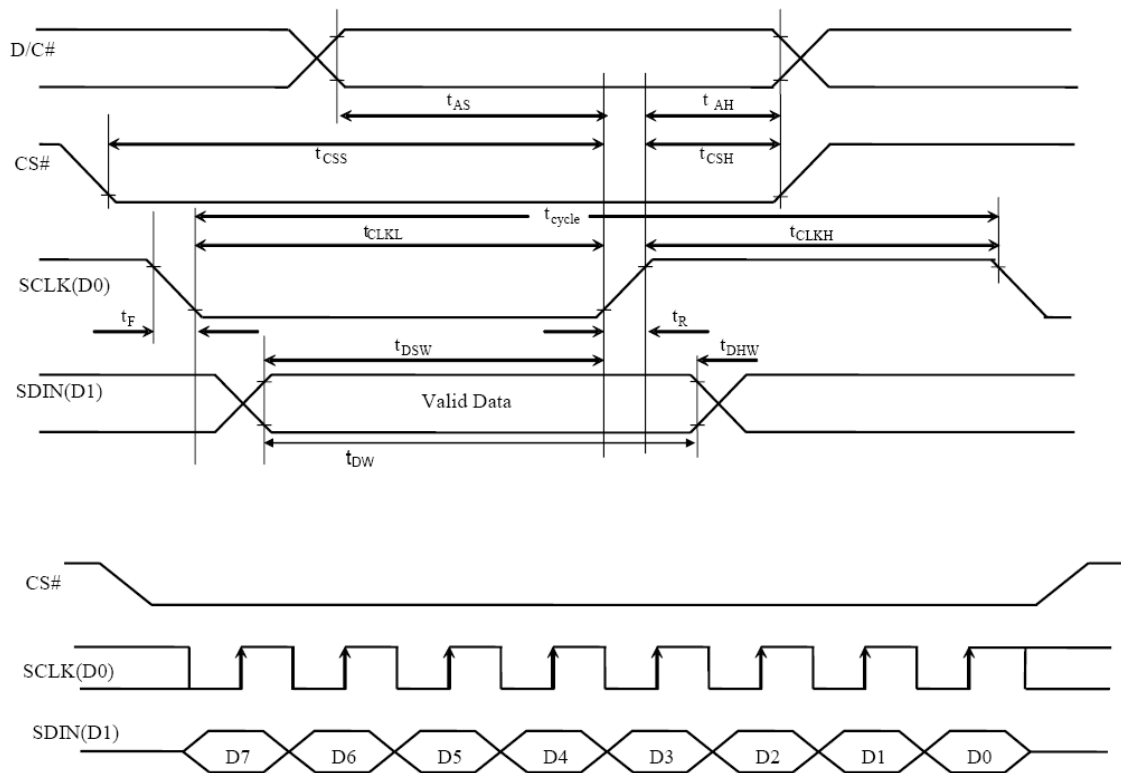 D/C#
tAS
t AH
CS#
tCSS
tCSH
tcycle
tCLKL
tCLKH
SCLK(D0)
tF
tR
tDSW
tDHW
SDIN(D1)
Valid Data
tDW
CS#
SCLK(D0)
SDIN(D1)
D7 D6 D5 D4 D3 D2 D1 D0